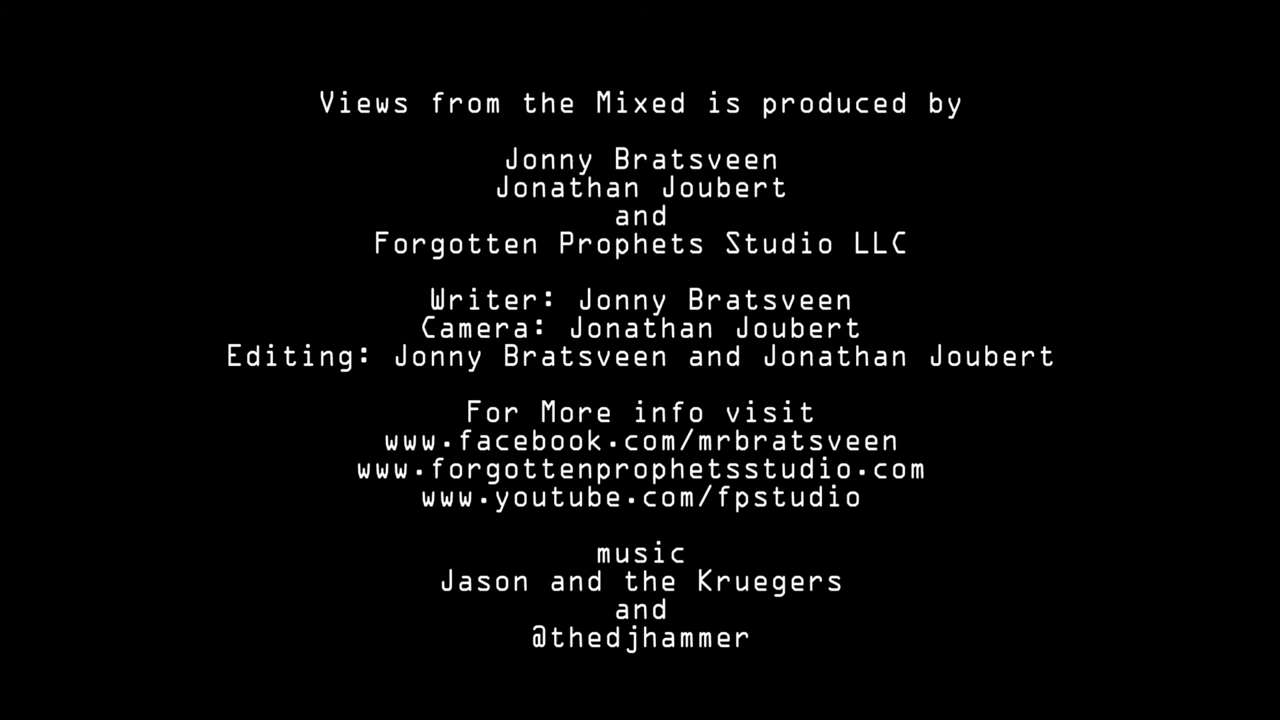 Views from the Mixed is produced by
Jonny Bratsveen
Jonathan Joubert
and
Forgotten Prophets Studio LLC
Writer: Jonny Bratsveen
Camera: Jonathan Joubert
Editing: Jonny Bratsveen and Jonathan Joubert
For More info visit
www.facebook.com/mrbratsveen
www.forgottenprophetsstudio.com
www.youtube.com/fpstudio
music
Jason and the Kruegers
and
@thedjhammer